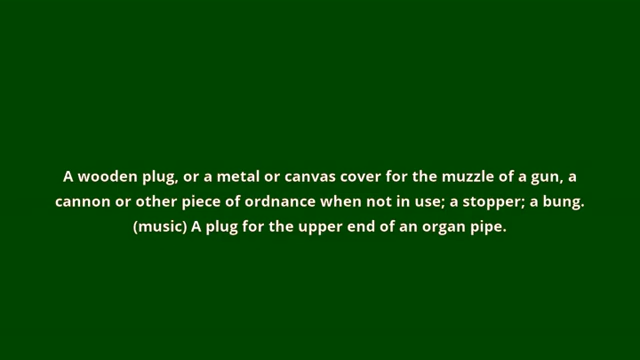 A wooden plug, or a metal or canvas cover for the muzzle of a gun, a
cannon or other piece of ordnance when not in use; a stopper; a bung.
(music) A plug for the upper end of an organ pipe.